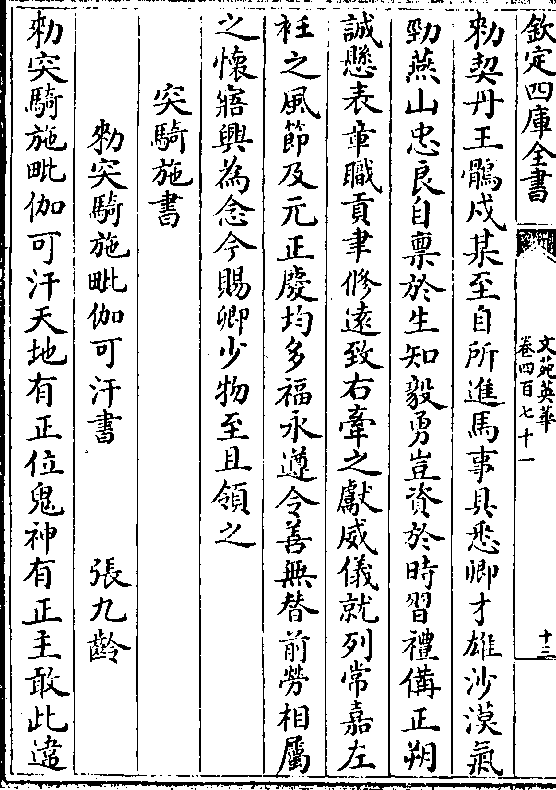 欽定四庫全書
文苑英華
卷四百七十一
十三
勅契丹王鶻戍某至自所進馬事具悉卿才雄沙漠氣
勁燕山忠良自禀於生知毅勇豈資於時習禮備正朔
誠懸表章職貢聿修遠致右牽之獻威儀就列常嘉左
衽之風節及元正慶均多福永遵令善無替前勞相屬
之懷寤興為念今賜卿少物至且領之
突騎施書
勅突騎施毗伽可汗書 張九齡
勅突騎施毗伽可汗天地有正位鬼神有正主敢此違